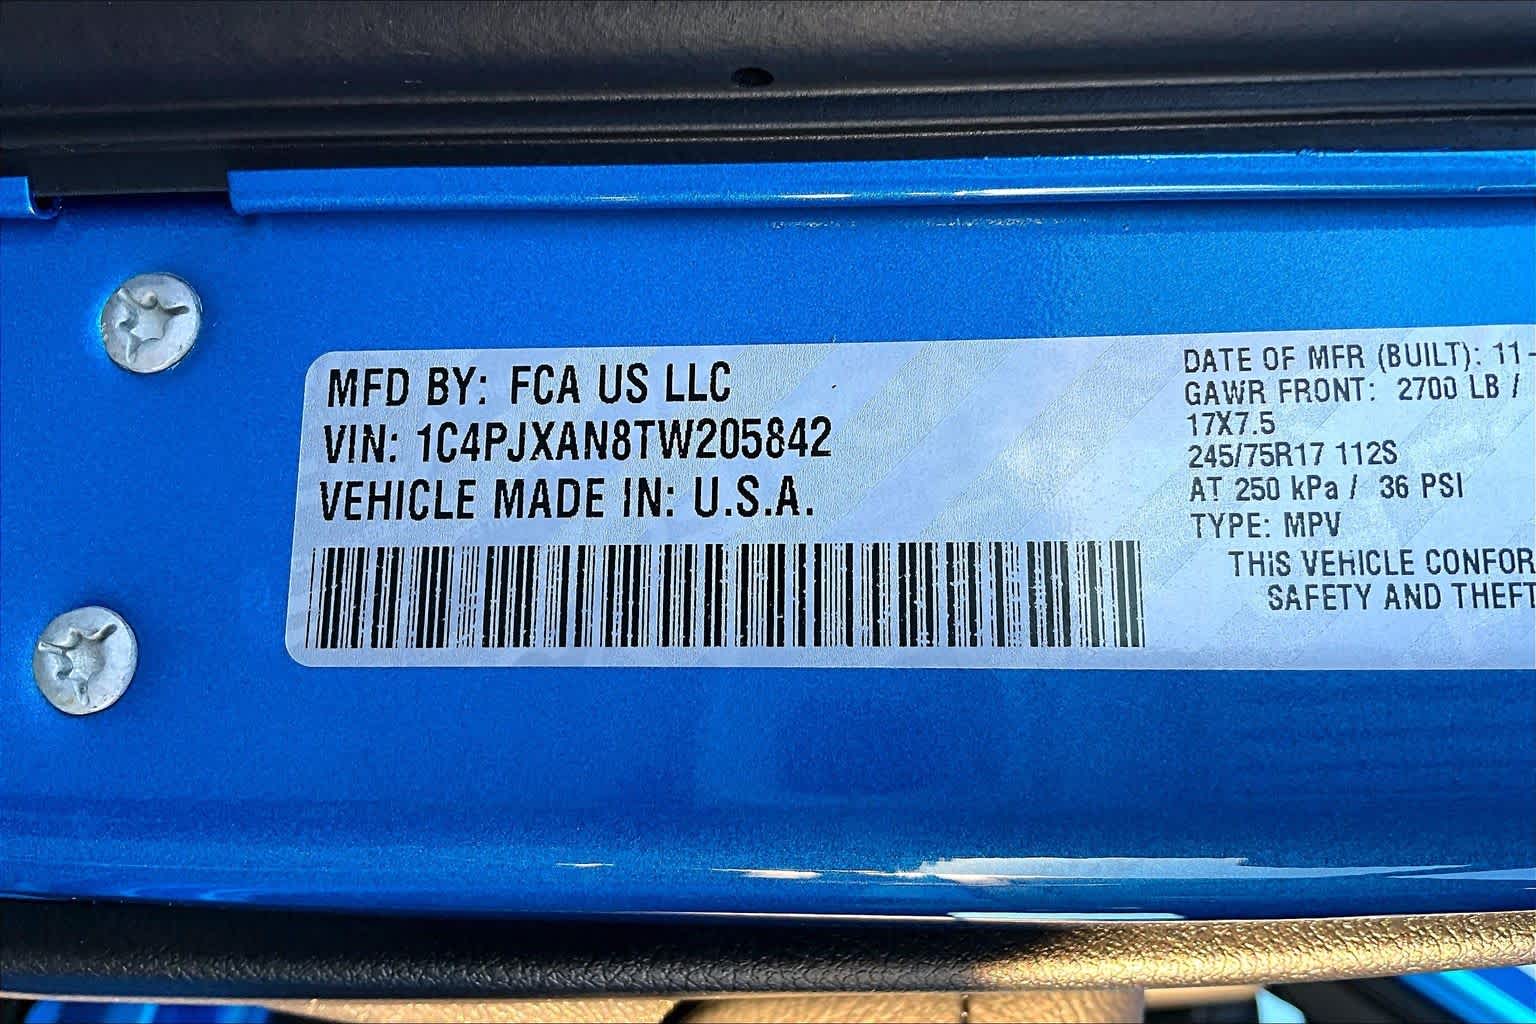 MFD BY: FCA US LLC
VIN: 1C4PJXAN8TW205842
VEHICLE MADE IN: U.S.A.
DATE OF MFR (BUILT): 11-
GAWR FRONT: 2700 LB /
17X7.5
245/75R17 112S
AT 250 kPa / 36 PSI
TYPE: MPV
THIS VEHICLE CONFOR
SAFETY AND THEFT